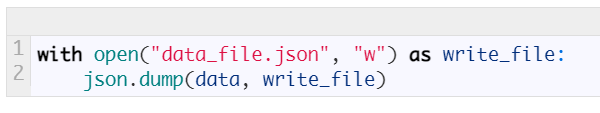 1 with open("data_file.json", "w") as write_file:
2     json.dump(data, write_file)